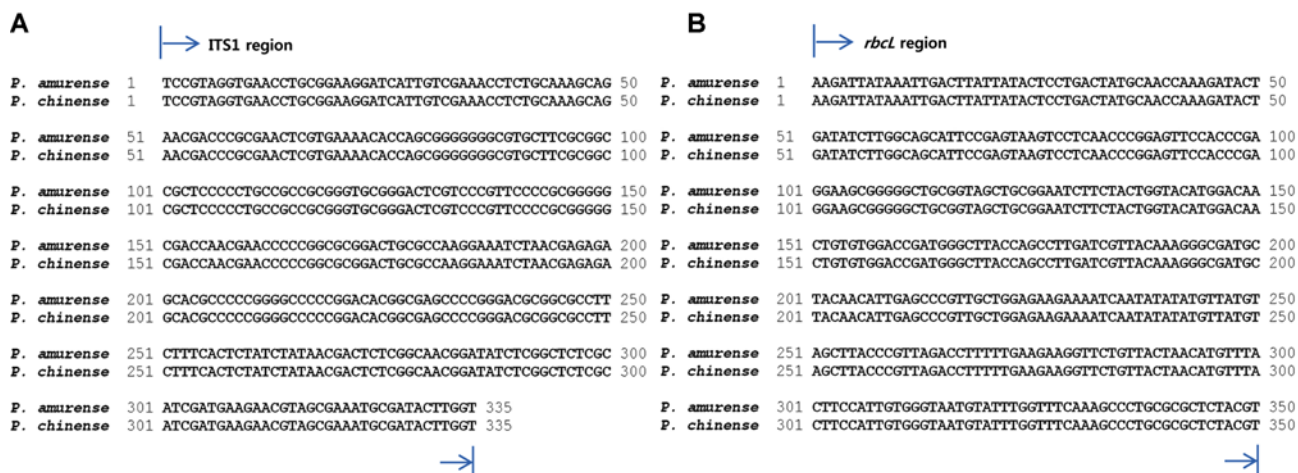 A
ITS1 region
P. amurense 1 TCCGTAGGTGAACCTGCGGAAGGATCATTGTCGAAACCTCTGCAAAGCAG 50
P. chinense 1 TCCGTAGGTGAACCTGCGGAAGGATCATTGTCGAAACCTCTGCAAAGCAG 50
P. amurense 51 AACGACCCGCGAACTCGTGAAAACACCAGCGGGGGGGCGTGCTTCGCGGC 100
P. chinense 51 AACGACCCGCGAACTCGTGAAAACACCAGCGGGGGGGCGTGCTTCGCGGC 100
P. amurense 101 CGCTCCCCCTGCCGCCGCGGGTGCGGGACTCGTCCCGTTCCCCGCGGGGG 150
P. chinense 101 CGCTCCCCCTGCCGCCGCGGGTGCGGGACTCGTCCCGTTCCCCGCGGGGG 150
P. amurense 151 CGACCAACGAACCCCCGGCGCGGACTGCGCCAAGGAAATCTAACGAGAGA 200
P. chinense 151 CGACCAACGAACCCCCGGCGCGGACTGCGCCAAGGAAATCTAACGAGAGA 200
P. amurense 201 GCACGCCCCCGGGGCCCCCGGACACGGCGAGCCCCGGGACGCGGCGCCTT 250
P. chinense 201 GCACGCCCCCGGGGCCCCCGGACACGGCGAGCCCCGGGACGCGGCGCCTT 250
P. amurense 251 CTTTCACTCTATCTATAACGACTCTCGGCAACGGATATCTCGGCTCTCGC 300
P. chinense 251 CTTTCACTCTATCTATAACGACTCTCGGCAACGGATATCTCGGCTCTCGC 300
P. amurense 301 ATCGATGAAGAACGTAGCGAAATGCGATACTTGGT 335
P. chinense 301 ATCGATGAAGAACGTAGCGAAATGCGATACTTGGT 335
B
rbcL region
P. amurense 1 AAGATTATAAATTGACTTATTATACTCCTGACTATGCAACCAAAGATACT 50
P. chinense 1 AAGATTATAAATTGACTTATTATACTCCTGACTATGCAACCAAAGATACT 50
P. amurense 51 GATATCTTGGCAGCATTCCGAGTAAGTCCTCAACCCGGAGTTCCACCCGA 100
P. chinense 51 GATATCTTGGCAGCATTCCGAGTAAGTCCTCAACCCGGAGTTCCACCCGA 100
P. amurense 101 GGAAGCGGGGGCTGCGGTAGCTGCGGAATCTTCTACTGGTACATGGACAA 150
P. chinense 101 GGAAGCGGGGGCTGCGGTAGCTGCGGAATCTTCTACTGGTACATGGACAA 150
P. amurense 151 CTGTGTGGACCGATGGGCTTACCAGCCTTGATCGTTACAAAGGGCGATGC 200
P. chinense 151 CTGTGTGGACCGATGGGCTTACCAGCCTTGATCGTTACAAAGGGCGATGC 200
P. amurense 201 TACAACATTGAGCCCGTTGCTGGAGAAGAAAATCAATATATATGTTATGT 250
P. chinense 201 TACAACATTGAGCCCGTTGCTGGAGAAGAAAATCAATATATATGTTATGT 250
P. amurense 251 AGCTTACCCGTTAGACCTTTTTGAAGAAGGTTCTGTTACTAACATGTTTA 300
P. chinense 251 AGCTTACCCGTTAGACCTTTTTGAAGAAGGTTCTGTTACTAACATGTTTA 300
P. amurense 301 CTTCCATTGTGGGTAATGTATTTGGTTTCAAAGCCCTGCGCGCTCTACGT 350
P. chinense 301 CTTCCATTGTGGGTAATGTATTTGGTTTCAAAGCCCTGCGCGCTCTACGT 350